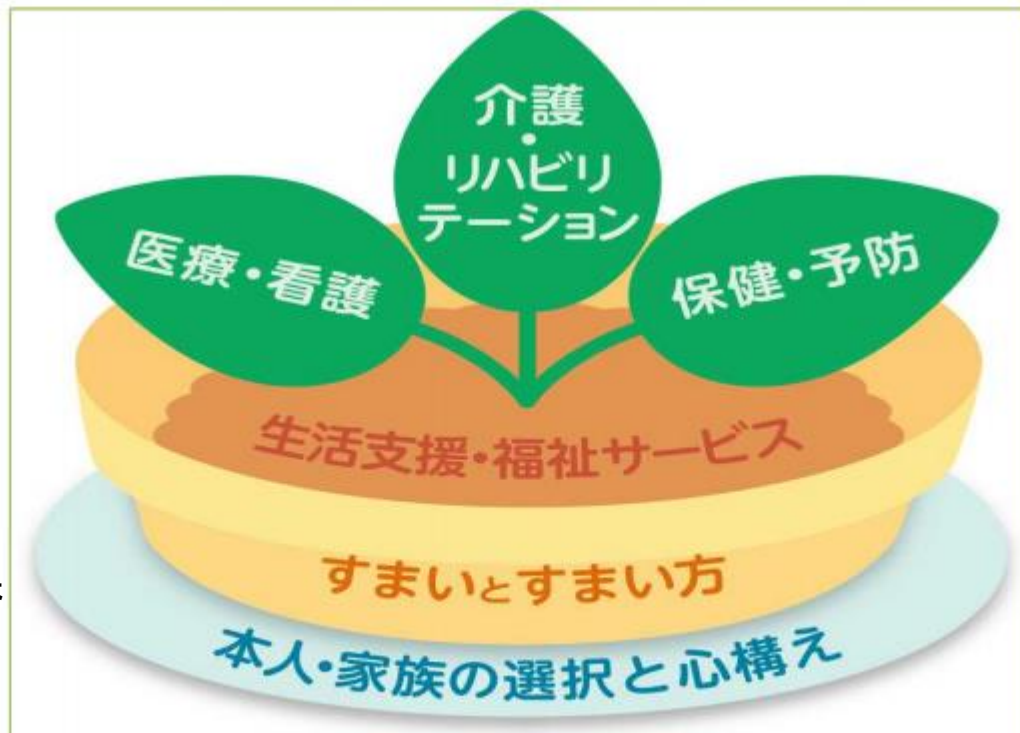 介護
・
リハビリ
テーション
医療・看護
保健・予防
生活支援・福祉サービス
すまいとすまい方
本人・家族の選択と心構え